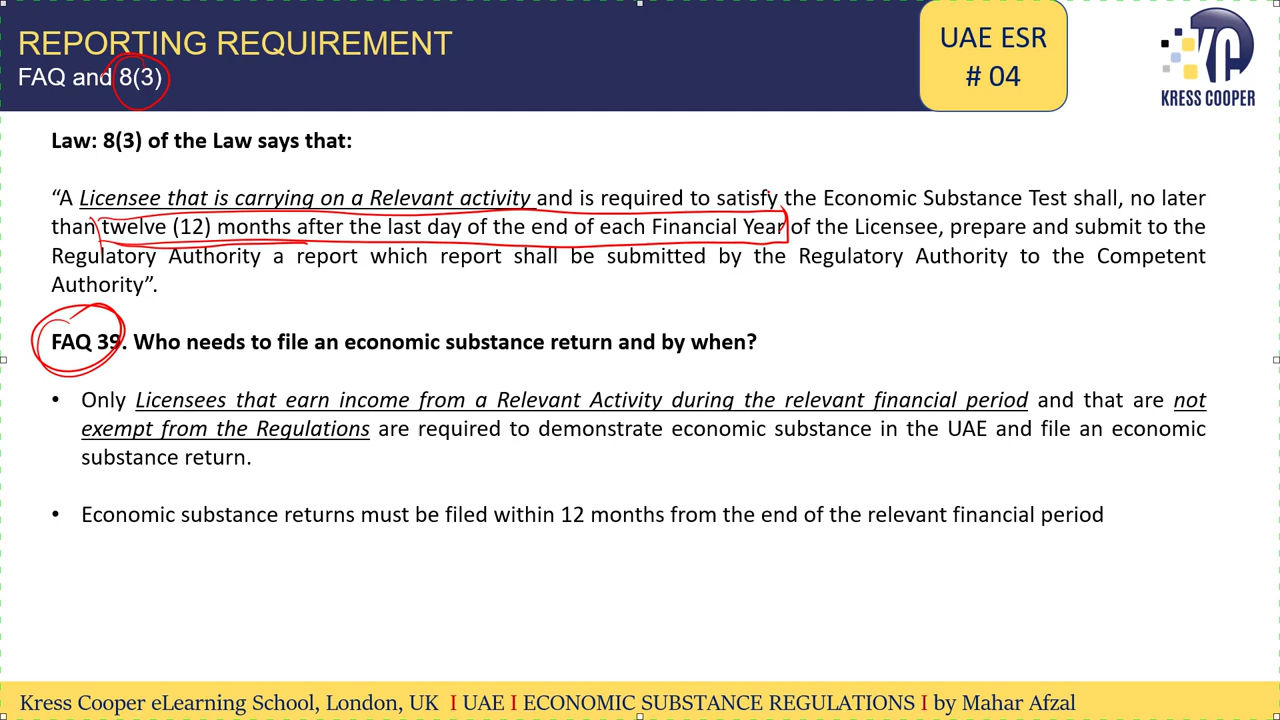 REPORTING REQUIREMENT
FAQ and 8(3)
UAE ESR
# 04
KC
KRESS COOPER
Law: 8(3) of the Law says that:
“A Licensee that is carrying on a Relevant activity and is required to satisfy the Economic Substance Test shall, no later
than twelve (12) months after the last day of the end of each Financial Year of the Licensee, prepare and submit to the
Regulatory Authority a report which report shall be submitted by the Regulatory Authority to the Competent
Authority”.
FAQ 39. Who needs to file an economic substance return and by when?
• Only Licensees that earn income from a Relevant Activity during the relevant financial period and that are not
exempt from the Regulations are required to demonstrate economic substance in the UAE and file an economic
substance return.
• Economic substance returns must be filed within 12 months from the end of the relevant financial period
Kress Cooper eLearning School, London, UK I UAE I ECONOMIC SUBSTANCE REGULATIONS I by Mahar Afzal